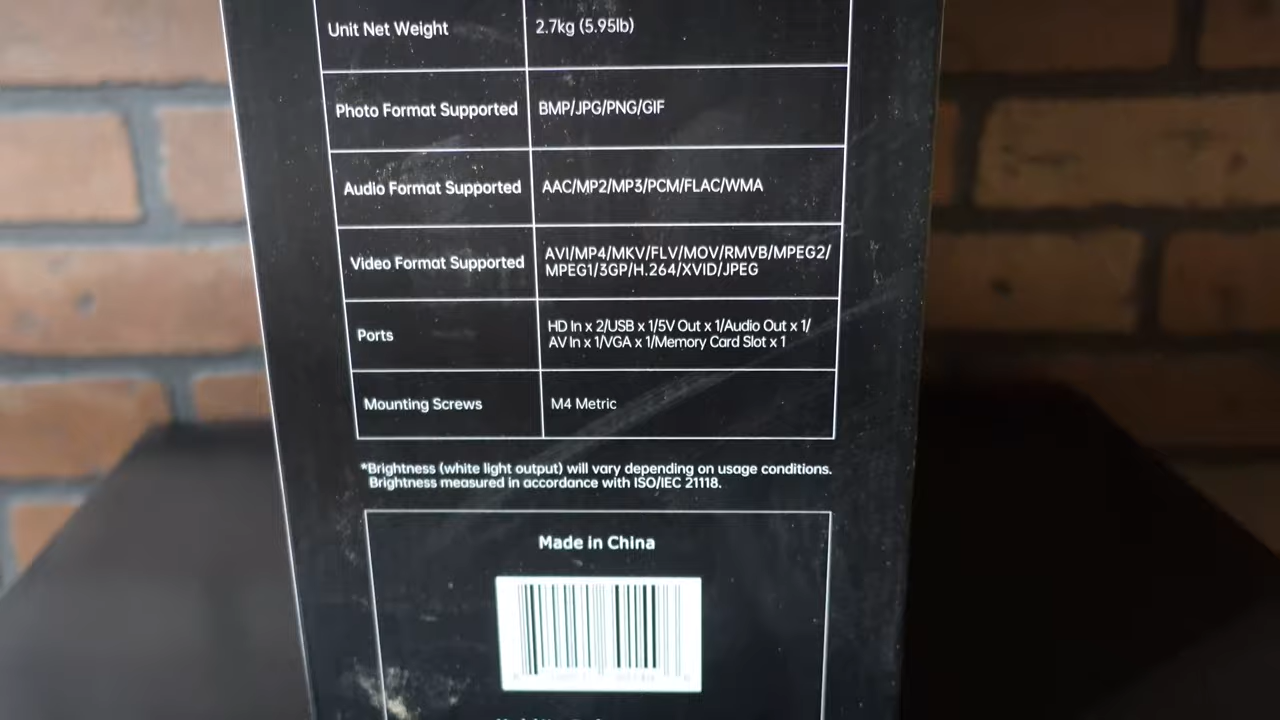 Unit Net Weight 2.7kg (5.95lb)
Photo Format Supported BMP/JPG/PNG/GIF
Audio Format Supported AAC/MP2/MP3/PCM/FLAC/WMA
Video Format Supported AVI/MP4/MKV/FLV/MOV/RMVB/MPEG2/
MPEG1/3GP/H.264/XVID/JPEG
Ports HD In x 2/USB x 1/5V Out x 1/Audio Out x 1/
AV In x 1/VGA x 1/Memory Card Slot x 1
Mounting Screws M4 Metric
*Brightness (white light output) will vary depending on usage conditions.
Brightness measured in accordance with ISO/IEC 21118.
Made in China